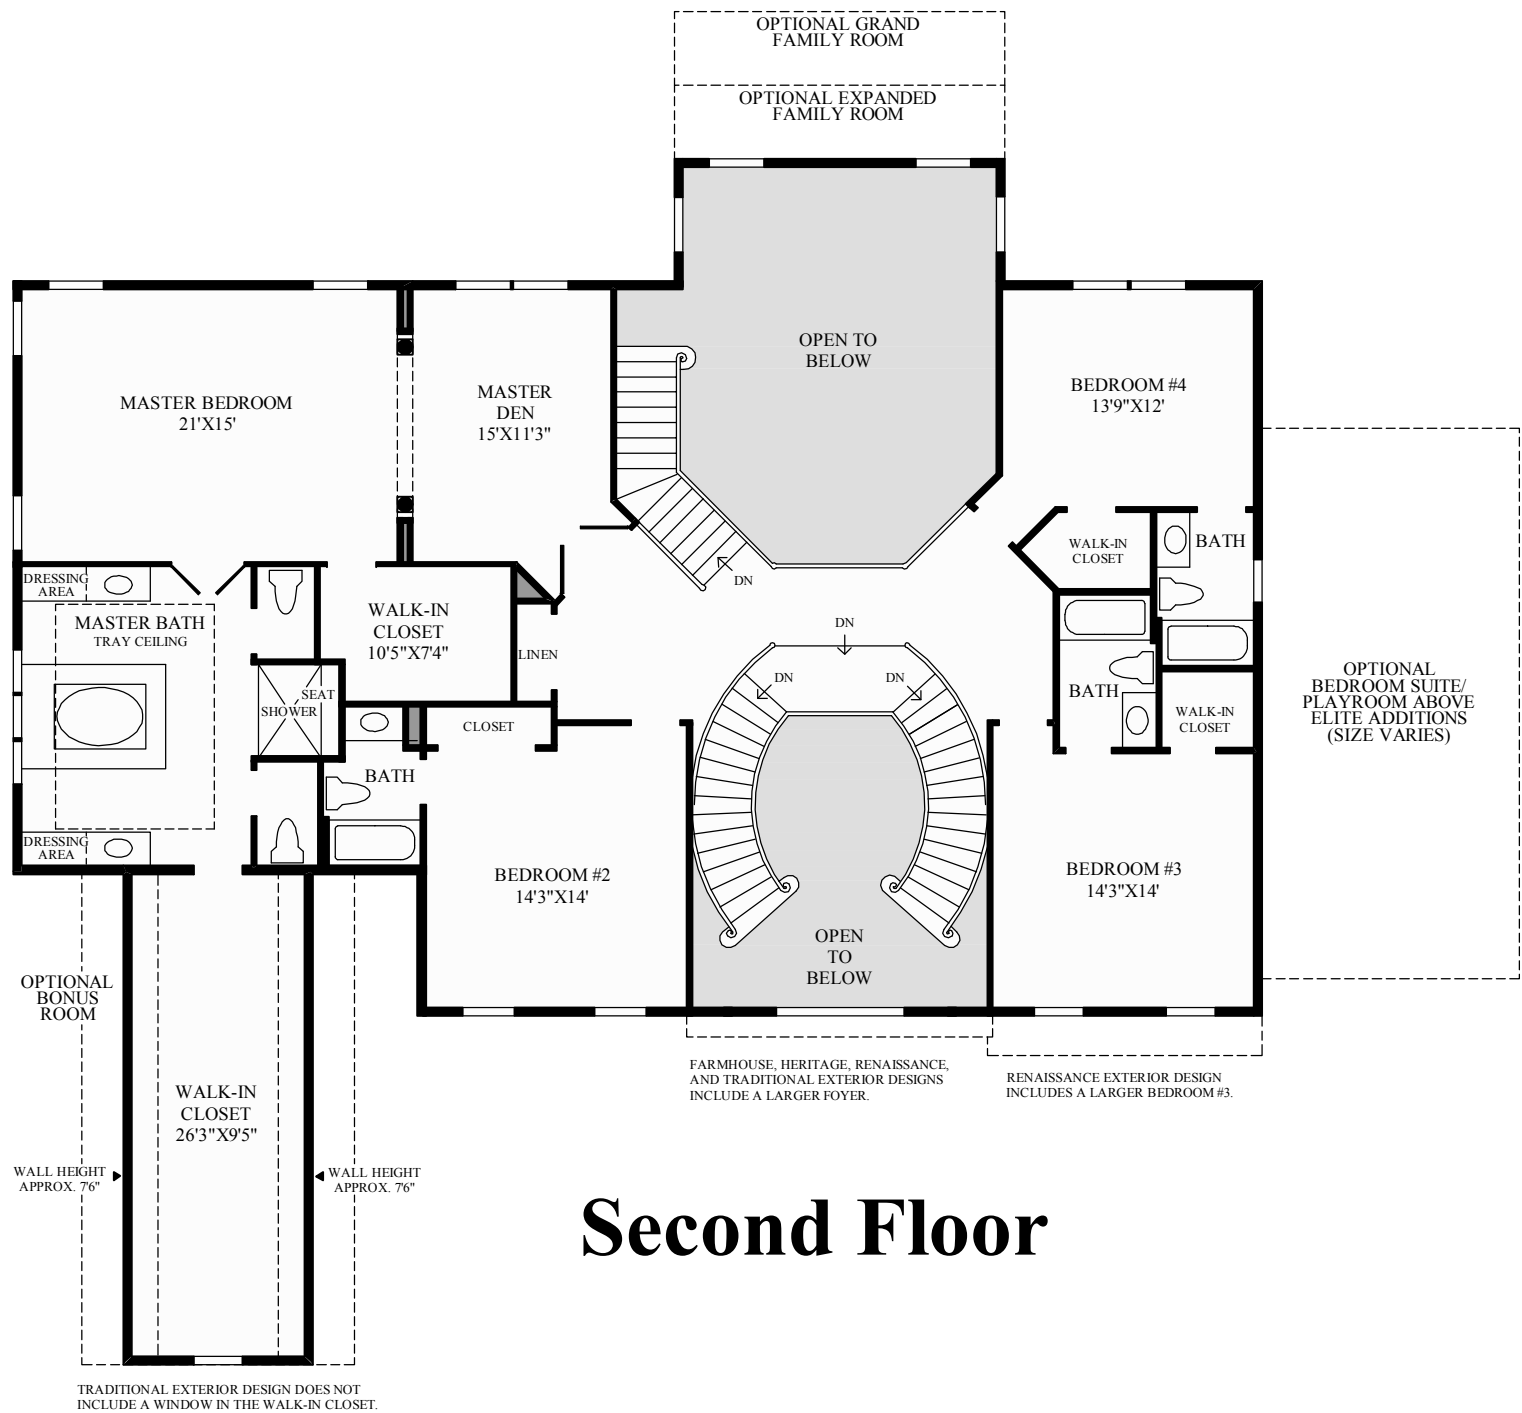 OPTIONAL GRAND
FAMILY ROOM
OPTIONAL EXPANDED
FAMILY ROOM
OPEN TO
BELOW
MASTER BEDROOM
21'X15'
MASTER
DEN
15'X11'3"
BEDROOM #4
13'9"X12'
DN
WALK-IN
CLOSET
BATH
DRESSING
AREA
MASTER BATH
TRAY CEILING
WALK-IN
CLOSET
10'5"X7'4"
LINEN
DN
DN
DN
SEAT
SHOWER
CLOSET
BATH
BATH
WALK-IN
CLOSET
OPTIONAL
BEDROOM SUITE/
PLAYROOM ABOVE
ELITE ADDITIONS
(SIZE VARIES)
DRESSING
AREA
BEDROOM #2
14'3"X14'
BEDROOM #3
14'3"X14'
OPEN
TO
BELOW
OPTIONAL
BONUS
ROOM
FARMHOUSE, HERITAGE, RENAISSANCE,
AND TRADITIONAL EXTERIOR DESIGNS
INCLUDE A LARGER FOYER.
RENAISSANCE EXTERIOR DESIGN
INCLUDES A LARGER BEDROOM #3.
WALK-IN
CLOSET
26'3"X9'5"
WALL HEIGHT
APPROX. 7'6"
WALL HEIGHT
APPROX. 7'6"
Second Floor
TRADITIONAL EXTERIOR DESIGN DOES NOT
INCLUDE A WINDOW IN THE WALK-IN CLOSET.